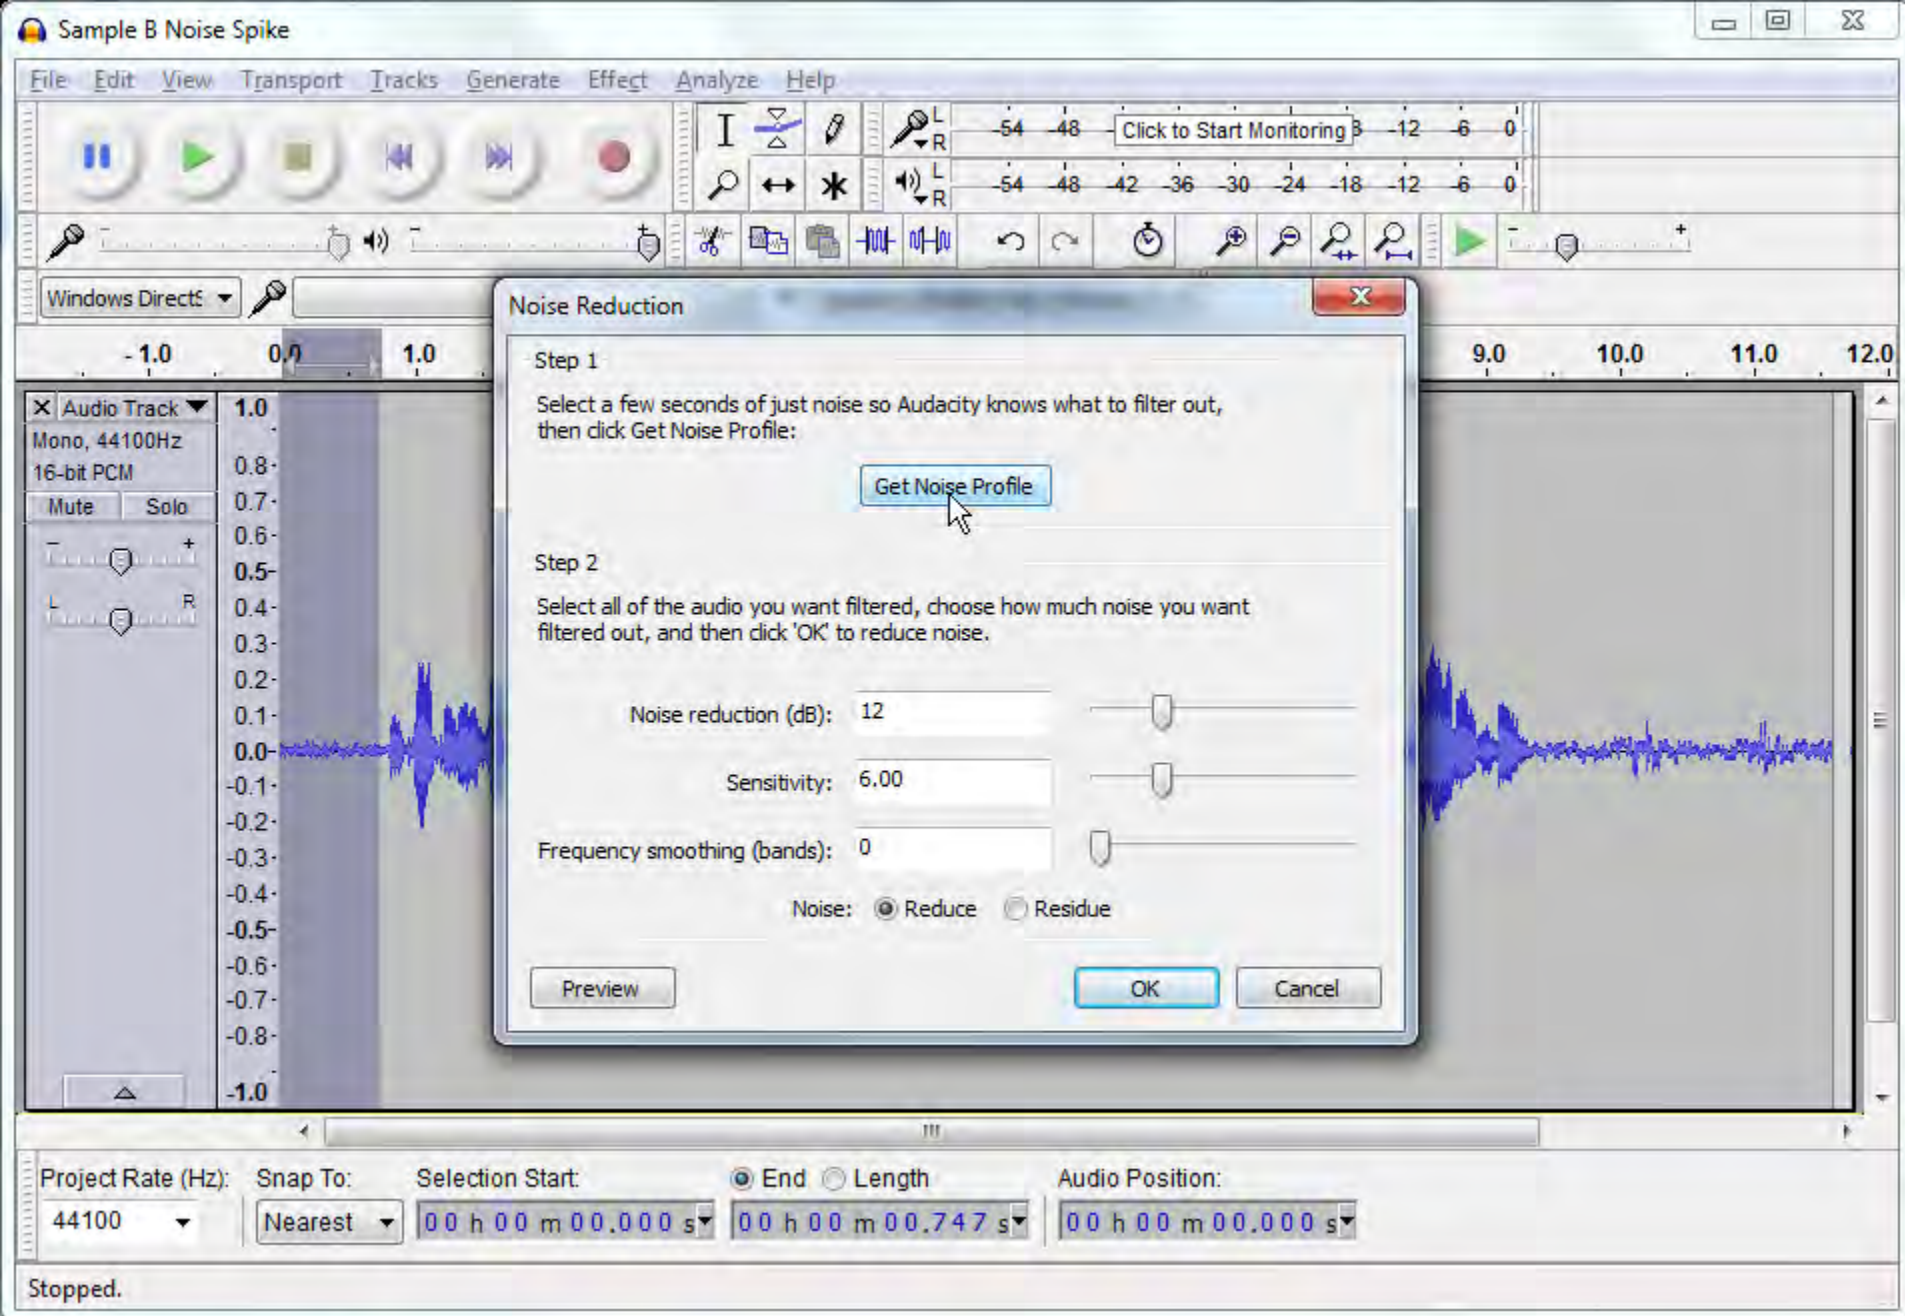 Sample B Noise Spike
File Edit View Transport Tracks Generate Effect Analyze Help
L
R
-54 -48 - Click to Start Monitoring 8 -12 -6 0
L
R
-54 -48 -42 -36 -30 -24 -18 -12 -6 0
- + - +
- +
Windows DirectS
Noise Reduction
- 1.0 0.0 1.0 9.0 10.0 11.0 12.0
Step 1
Select a few seconds of just noise so Audacity knows what to filter out,
then click Get Noise Profile:
Get Noise Profile
Step 2
Select all of the audio you want filtered, choose how much noise you want
filtered out, and then click 'OK' to reduce noise.
Noise reduction (dB): 12
Sensitivity: 6.00
Frequency smoothing (bands): 0
Noise: Reduce Residue
Preview OK Cancel
X Audio Track
Mono, 44100Hz
16-bit PCM
Mute Solo
- +
L R
1.0
0.8
0.7
0.6
0.5
0.4
0.3
0.2
0.1
0.0
-0.1
-0.2
-0.3
-0.4
-0.5
-0.6
-0.7
-0.8
-1.0
Project Rate (Hz): Snap To: Selection Start: End Length Audio Position:
44100 Nearest 00 h 00 m 00.000 s 00 h 00 m 00.747 s 00 h 00 m 00.000 s
Stopped.